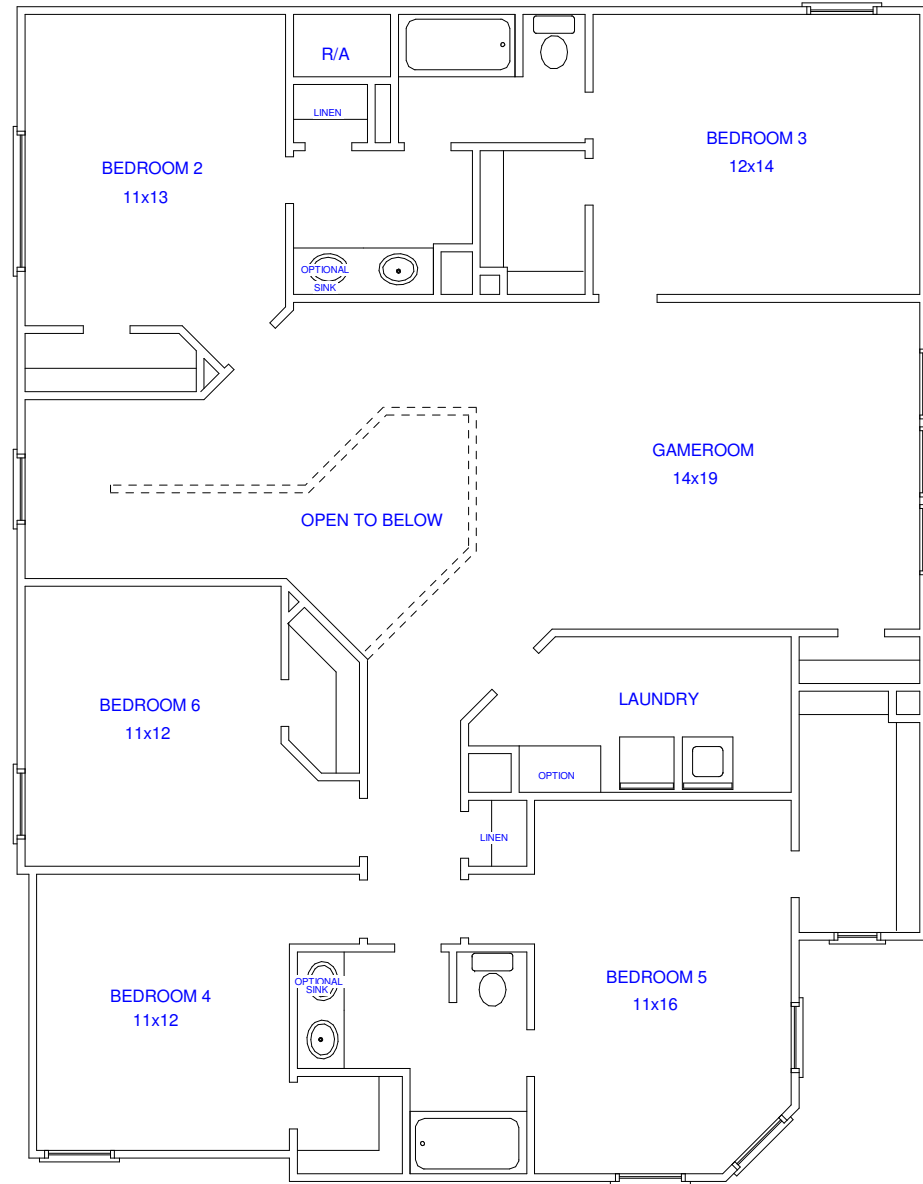 R/A
LINEN
BEDROOM 2
11x13
BEDROOM 3
12x14
OPTIONAL
SINK
GAMEROOM
14x19
OPEN TO BELOW
BEDROOM 6
11x12
LAUNDRY
OPTION
LINEN
BEDROOM 4
11x12
OPTIONAL
SINK
BEDROOM 5
11x16